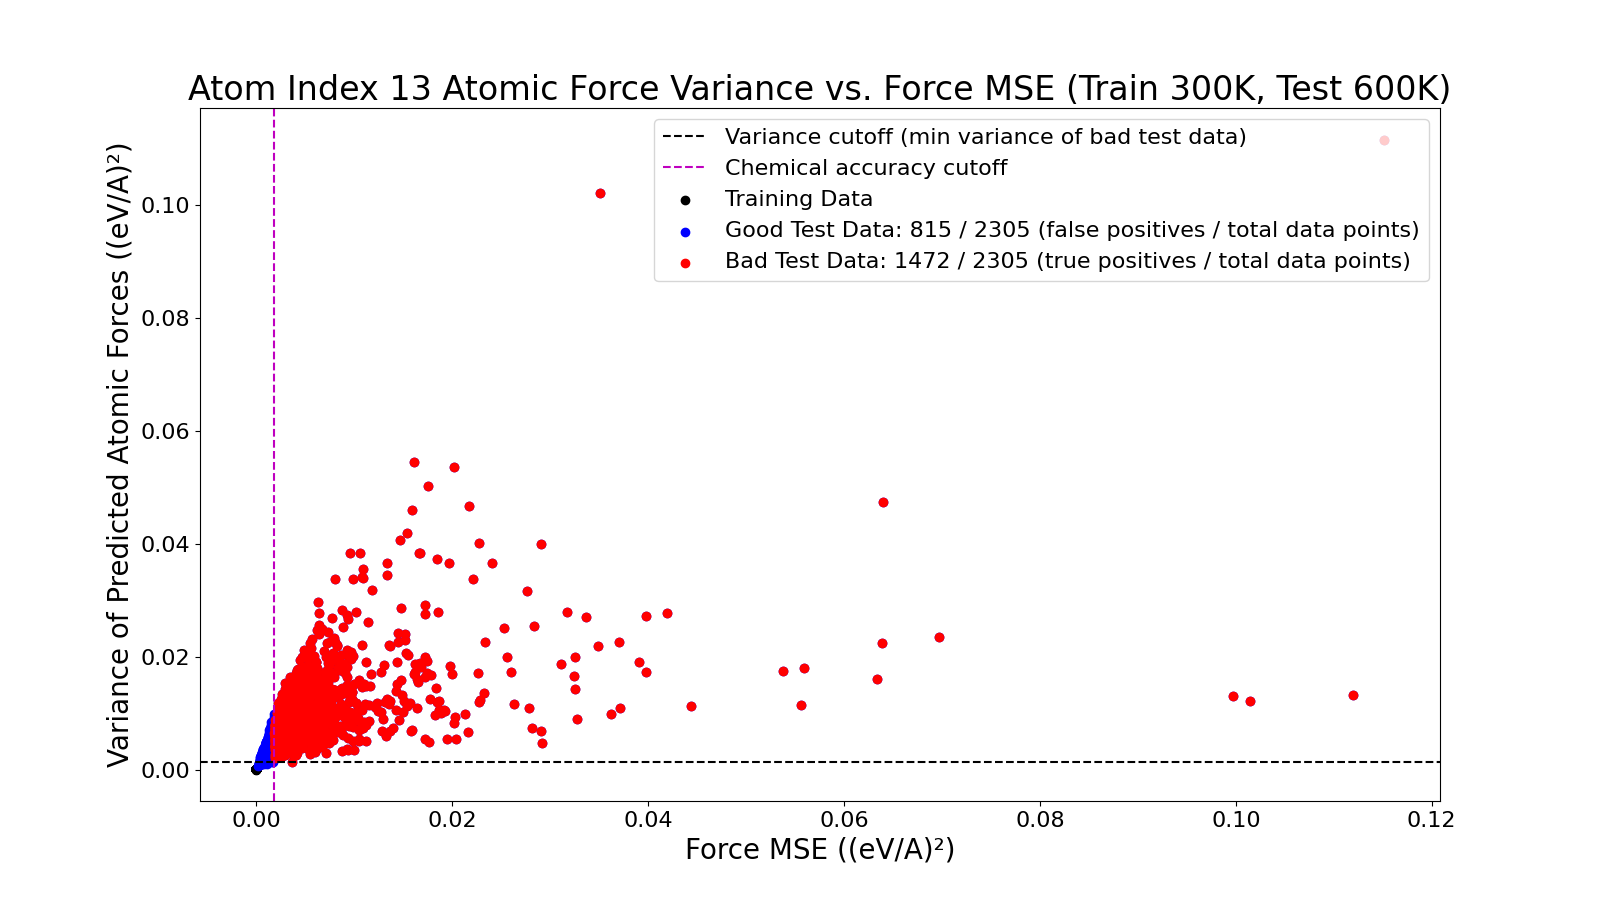 Atom Index 13 Atomic Force Variance vs. Force MSE (Train 300K, Test 600K)
Variance cutoff (min variance of bad test data)
Chemical accuracy cutoff
Training Data
Good Test Data: 815 / 2305 (false positives / total data points)
Bad Test Data: 1472 / 2305 (true positives / total data points)
Variance of Predicted Atomic Forces ((eV/A)²)
0.10
0.08
0.06
0.04
0.02
0.00
0.00 0.02 0.04 0.06 0.08 0.10 0.12
Force MSE ((eV/A)²)